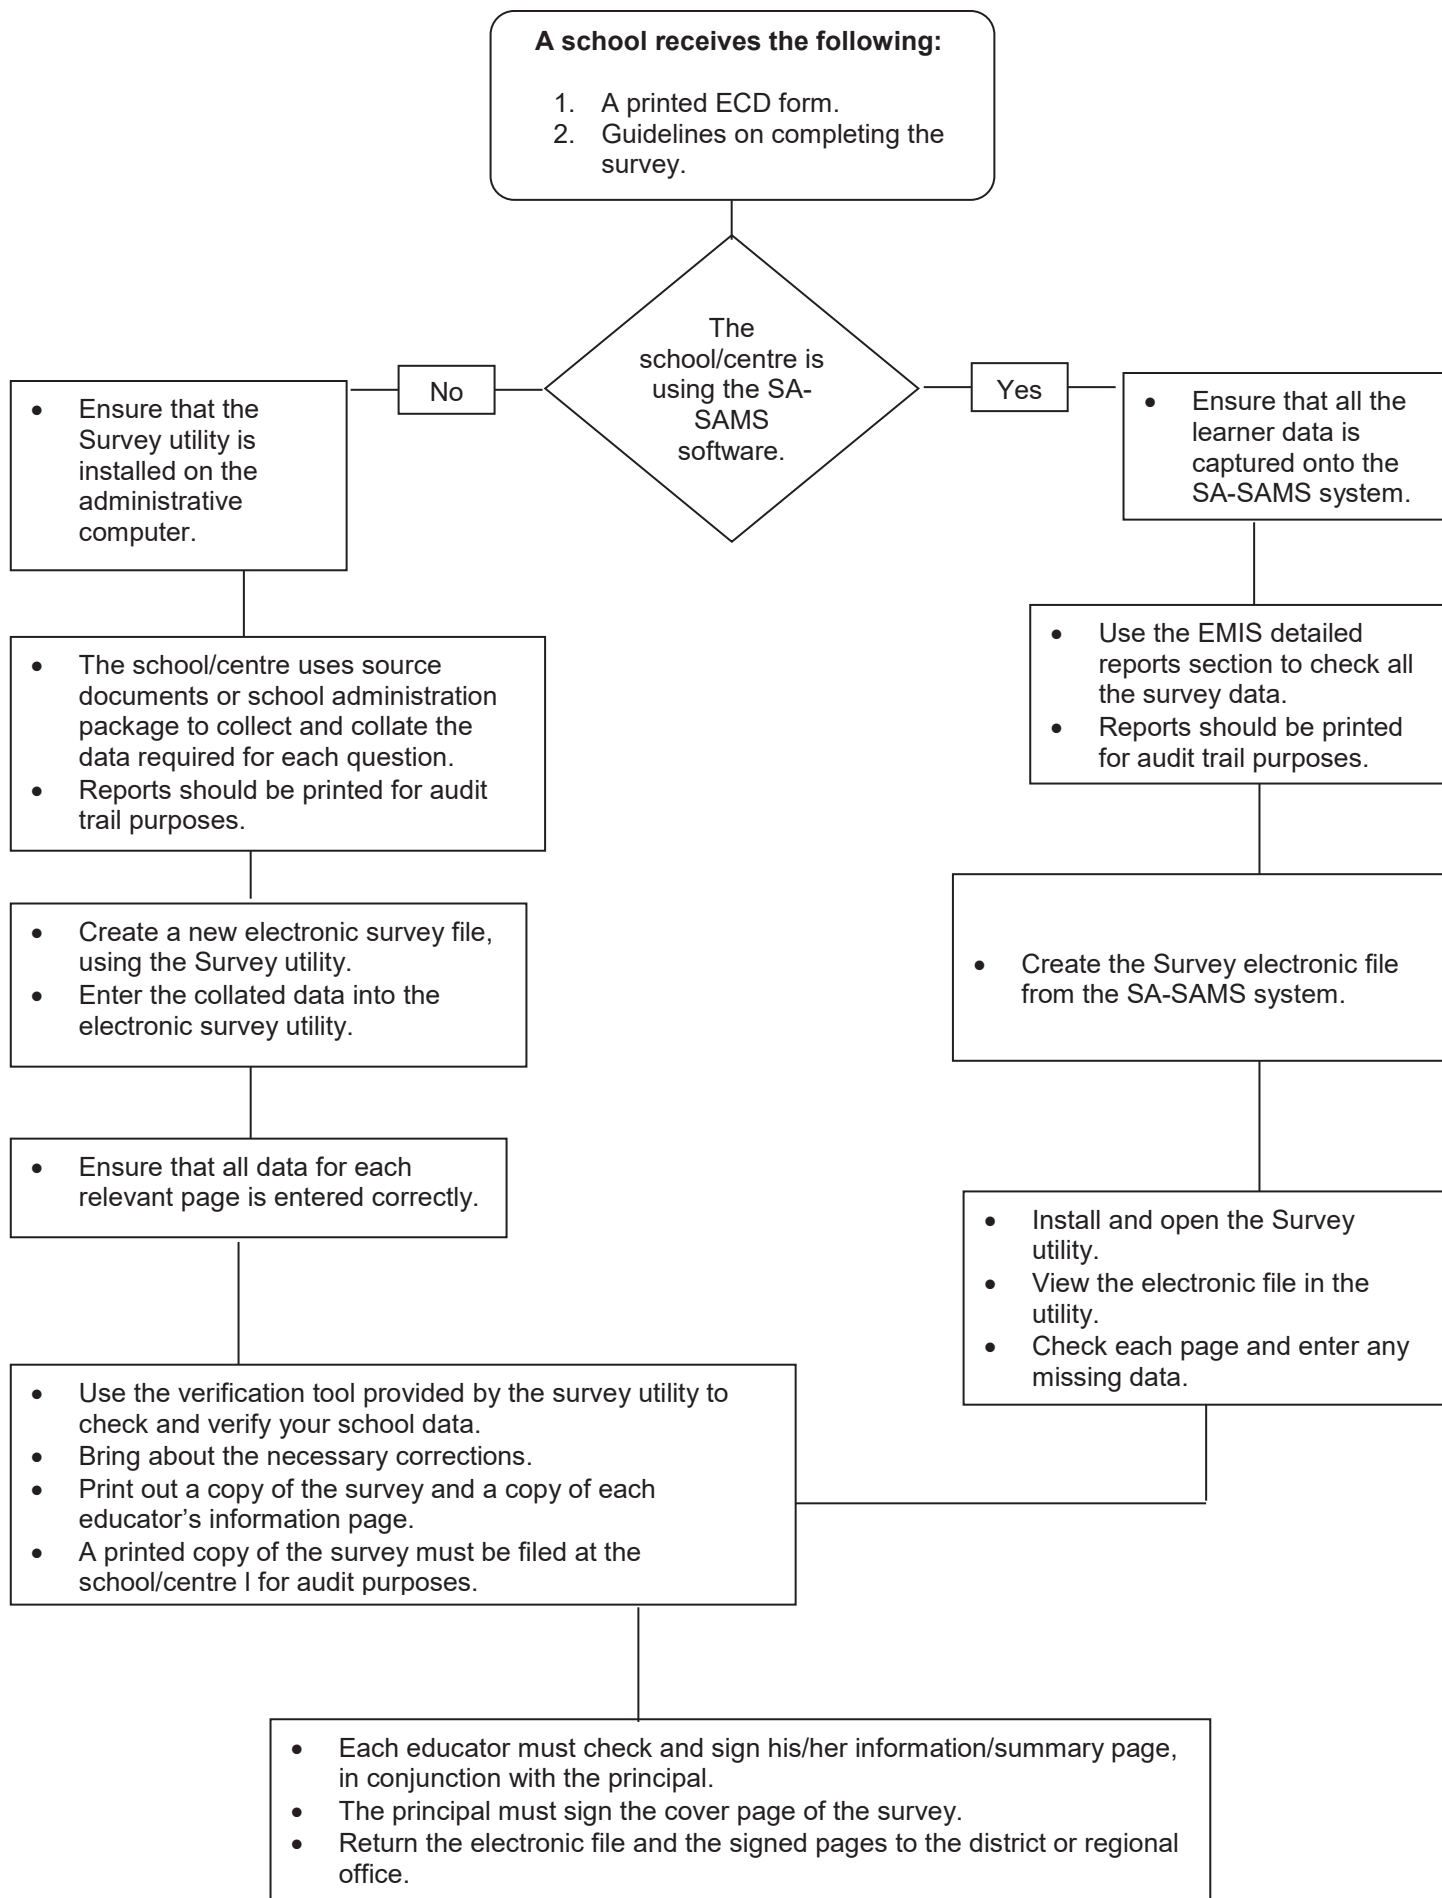 A school receives the following:
1. A printed ECD form.
2. Guidelines on completing the
survey.
The
school/centre is
using the SA-
SAMS
software.
No
Yes
• Ensure that the
Survey utility is
installed on the
administrative
computer.
• Ensure that all the
learner data is
captured onto the
SA-SAMS system.
• The school/centre uses source
documents or school administration
package to collect and collate the
data required for each question.
• Reports should be printed for audit
trail purposes.
• Use the EMIS detailed
reports section to check all
the survey data.
• Reports should be printed
for audit trail purposes.
• Create a new electronic survey file,
using the Survey utility.
• Enter the collated data into the
electronic survey utility.
• Create the Survey electronic file
from the SA-SAMS system.
• Ensure that all data for each
relevant page is entered correctly.
• Install and open the Survey
utility.
• View the electronic file in the
utility.
• Check each page and enter any
missing data.
• Use the verification tool provided by the survey utility to
check and verify your school data.
• Bring about the necessary corrections.
• Print out a copy of the survey and a copy of each
educator’s information page.
• A printed copy of the survey must be filed at the
school/centre l for audit purposes.
• Each educator must check and sign his/her information/summary page,
in conjunction with the principal.
• The principal must sign the cover page of the survey.
• Return the electronic file and the signed pages to the district or regional
office.